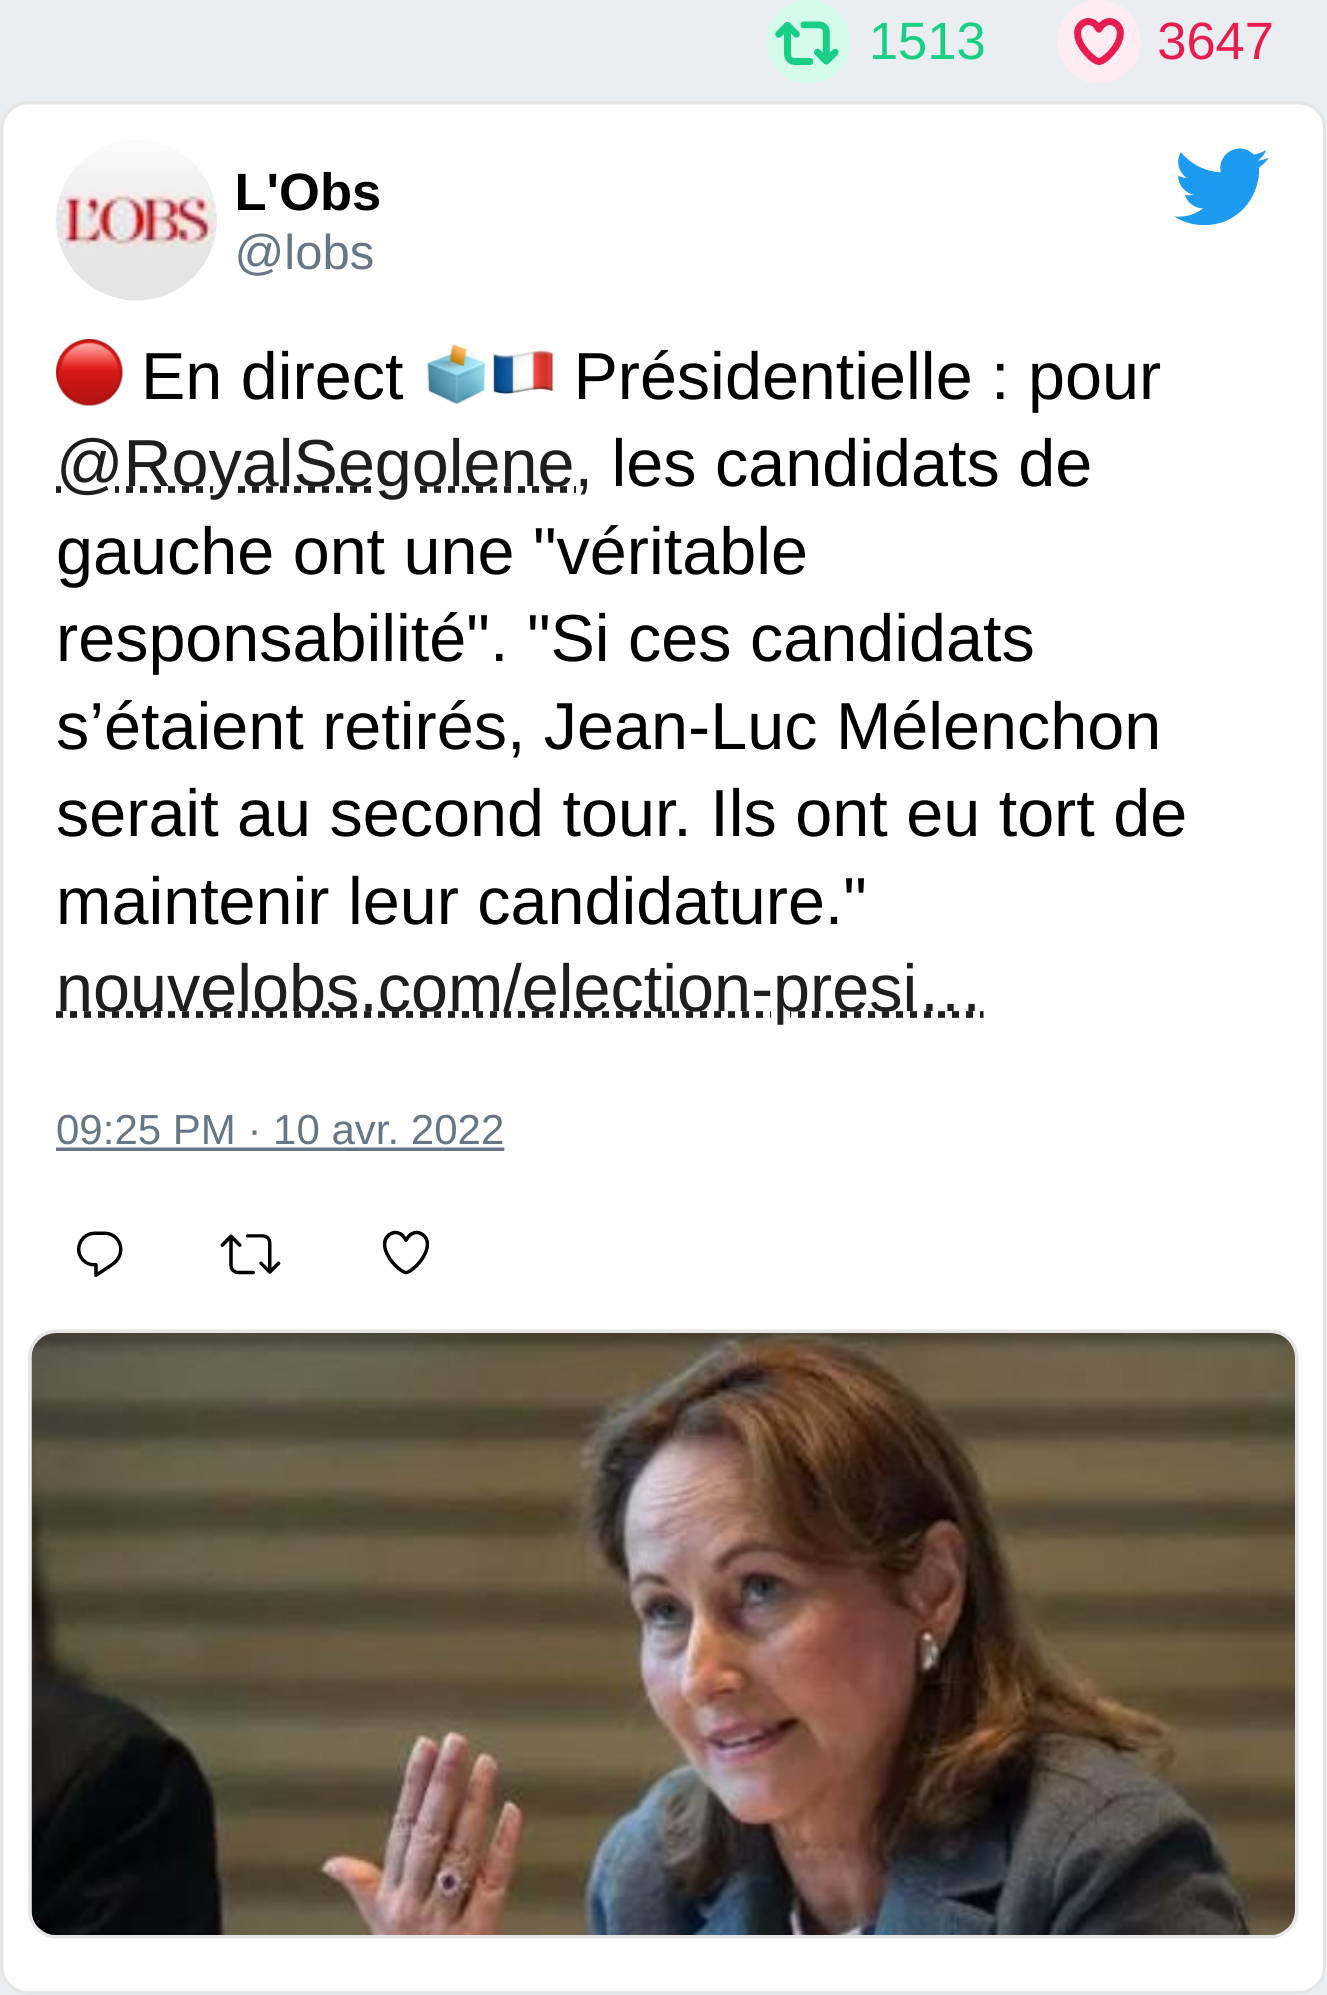 1513 3647
L'OBS
L'Obs
@lobs
🔴 En direct 🗳️🇫🇷 Présidentielle : pour
@RoyalSegolene, les candidats de
gauche ont une "véritable
responsabilité". "Si ces candidats
s’étaient retirés, Jean-Luc Mélenchon
serait au second tour. Ils ont eu tort de
maintenir leur candidature."
nouvelobs.com/election-presi…
09:25 PM · 10 avr. 2022